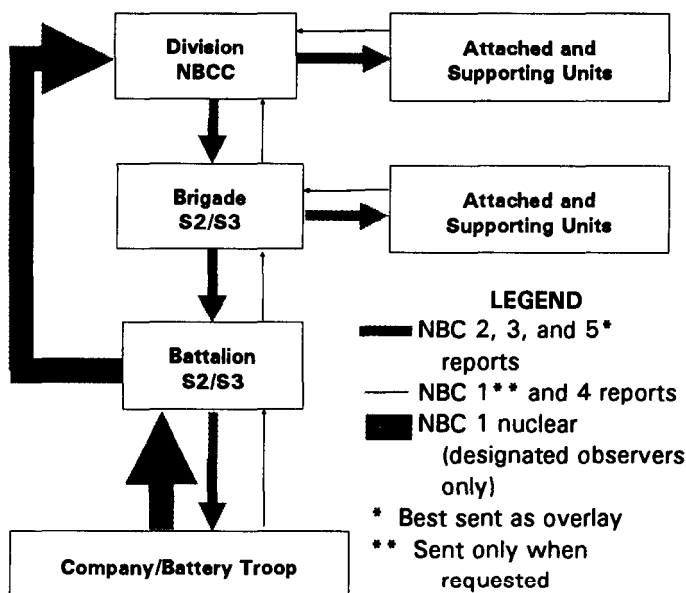 Division
NBCC
Attached and
Supporting Units
Brigade
S2/S3
Attached and
Supporting Units
Battalion
S2/S3
Company/Battery Troop
LEGEND
NBC 2, 3, and 5*
reports
NBC 1** and 4 reports
NBC 1 nuclear
(designated observers
only)
* Best sent as overlay
** Sent only when
requested